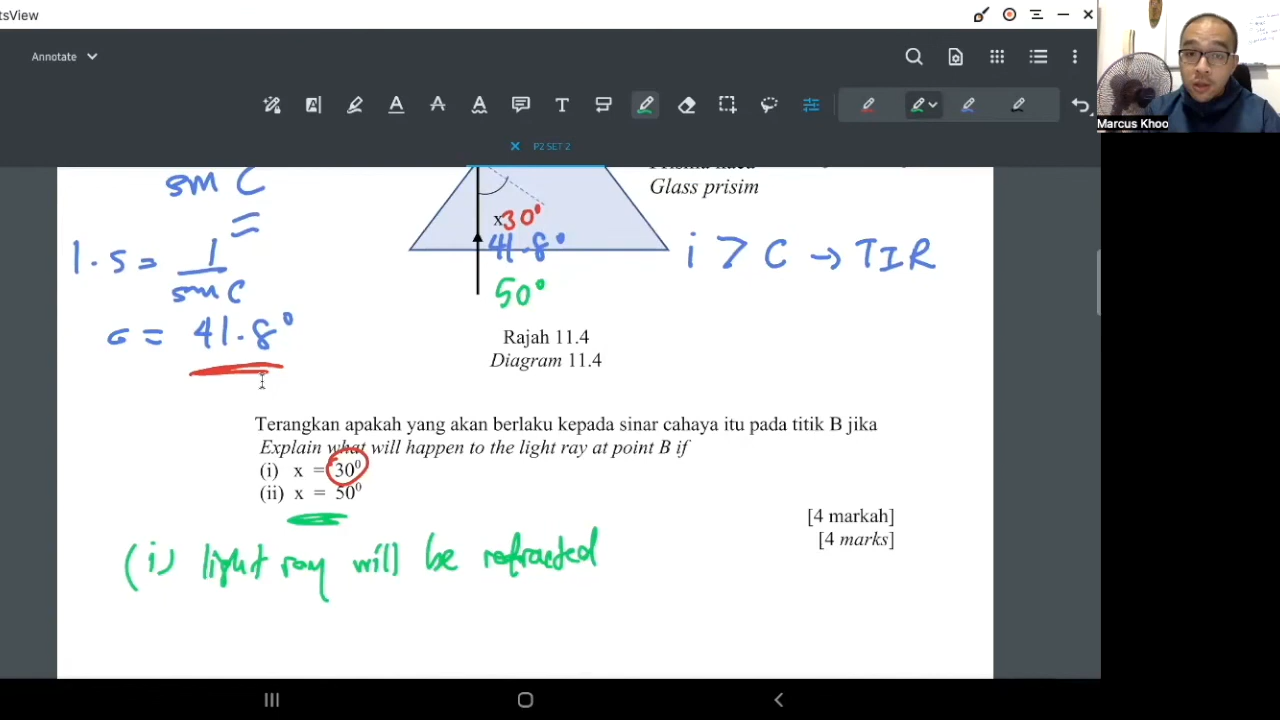 tsView
Annotate
Marcus Khoo
P2 SET 2
Glass prisim
sin C
=
1.5 = 1
sin C
c = 41.8°
x 30°
41.8°
50°
i > C → TIR
Rajah 11.4
Diagram 11.4
Terangkan apakah yang akan berlaku kepada sinar cahaya itu pada titik B jika
Explain what will happen to the light ray at point B if
(i) x = 30⁰
(ii) x = 50⁰
[4 markah]
[4 marks]
(i) light ray will be refracted